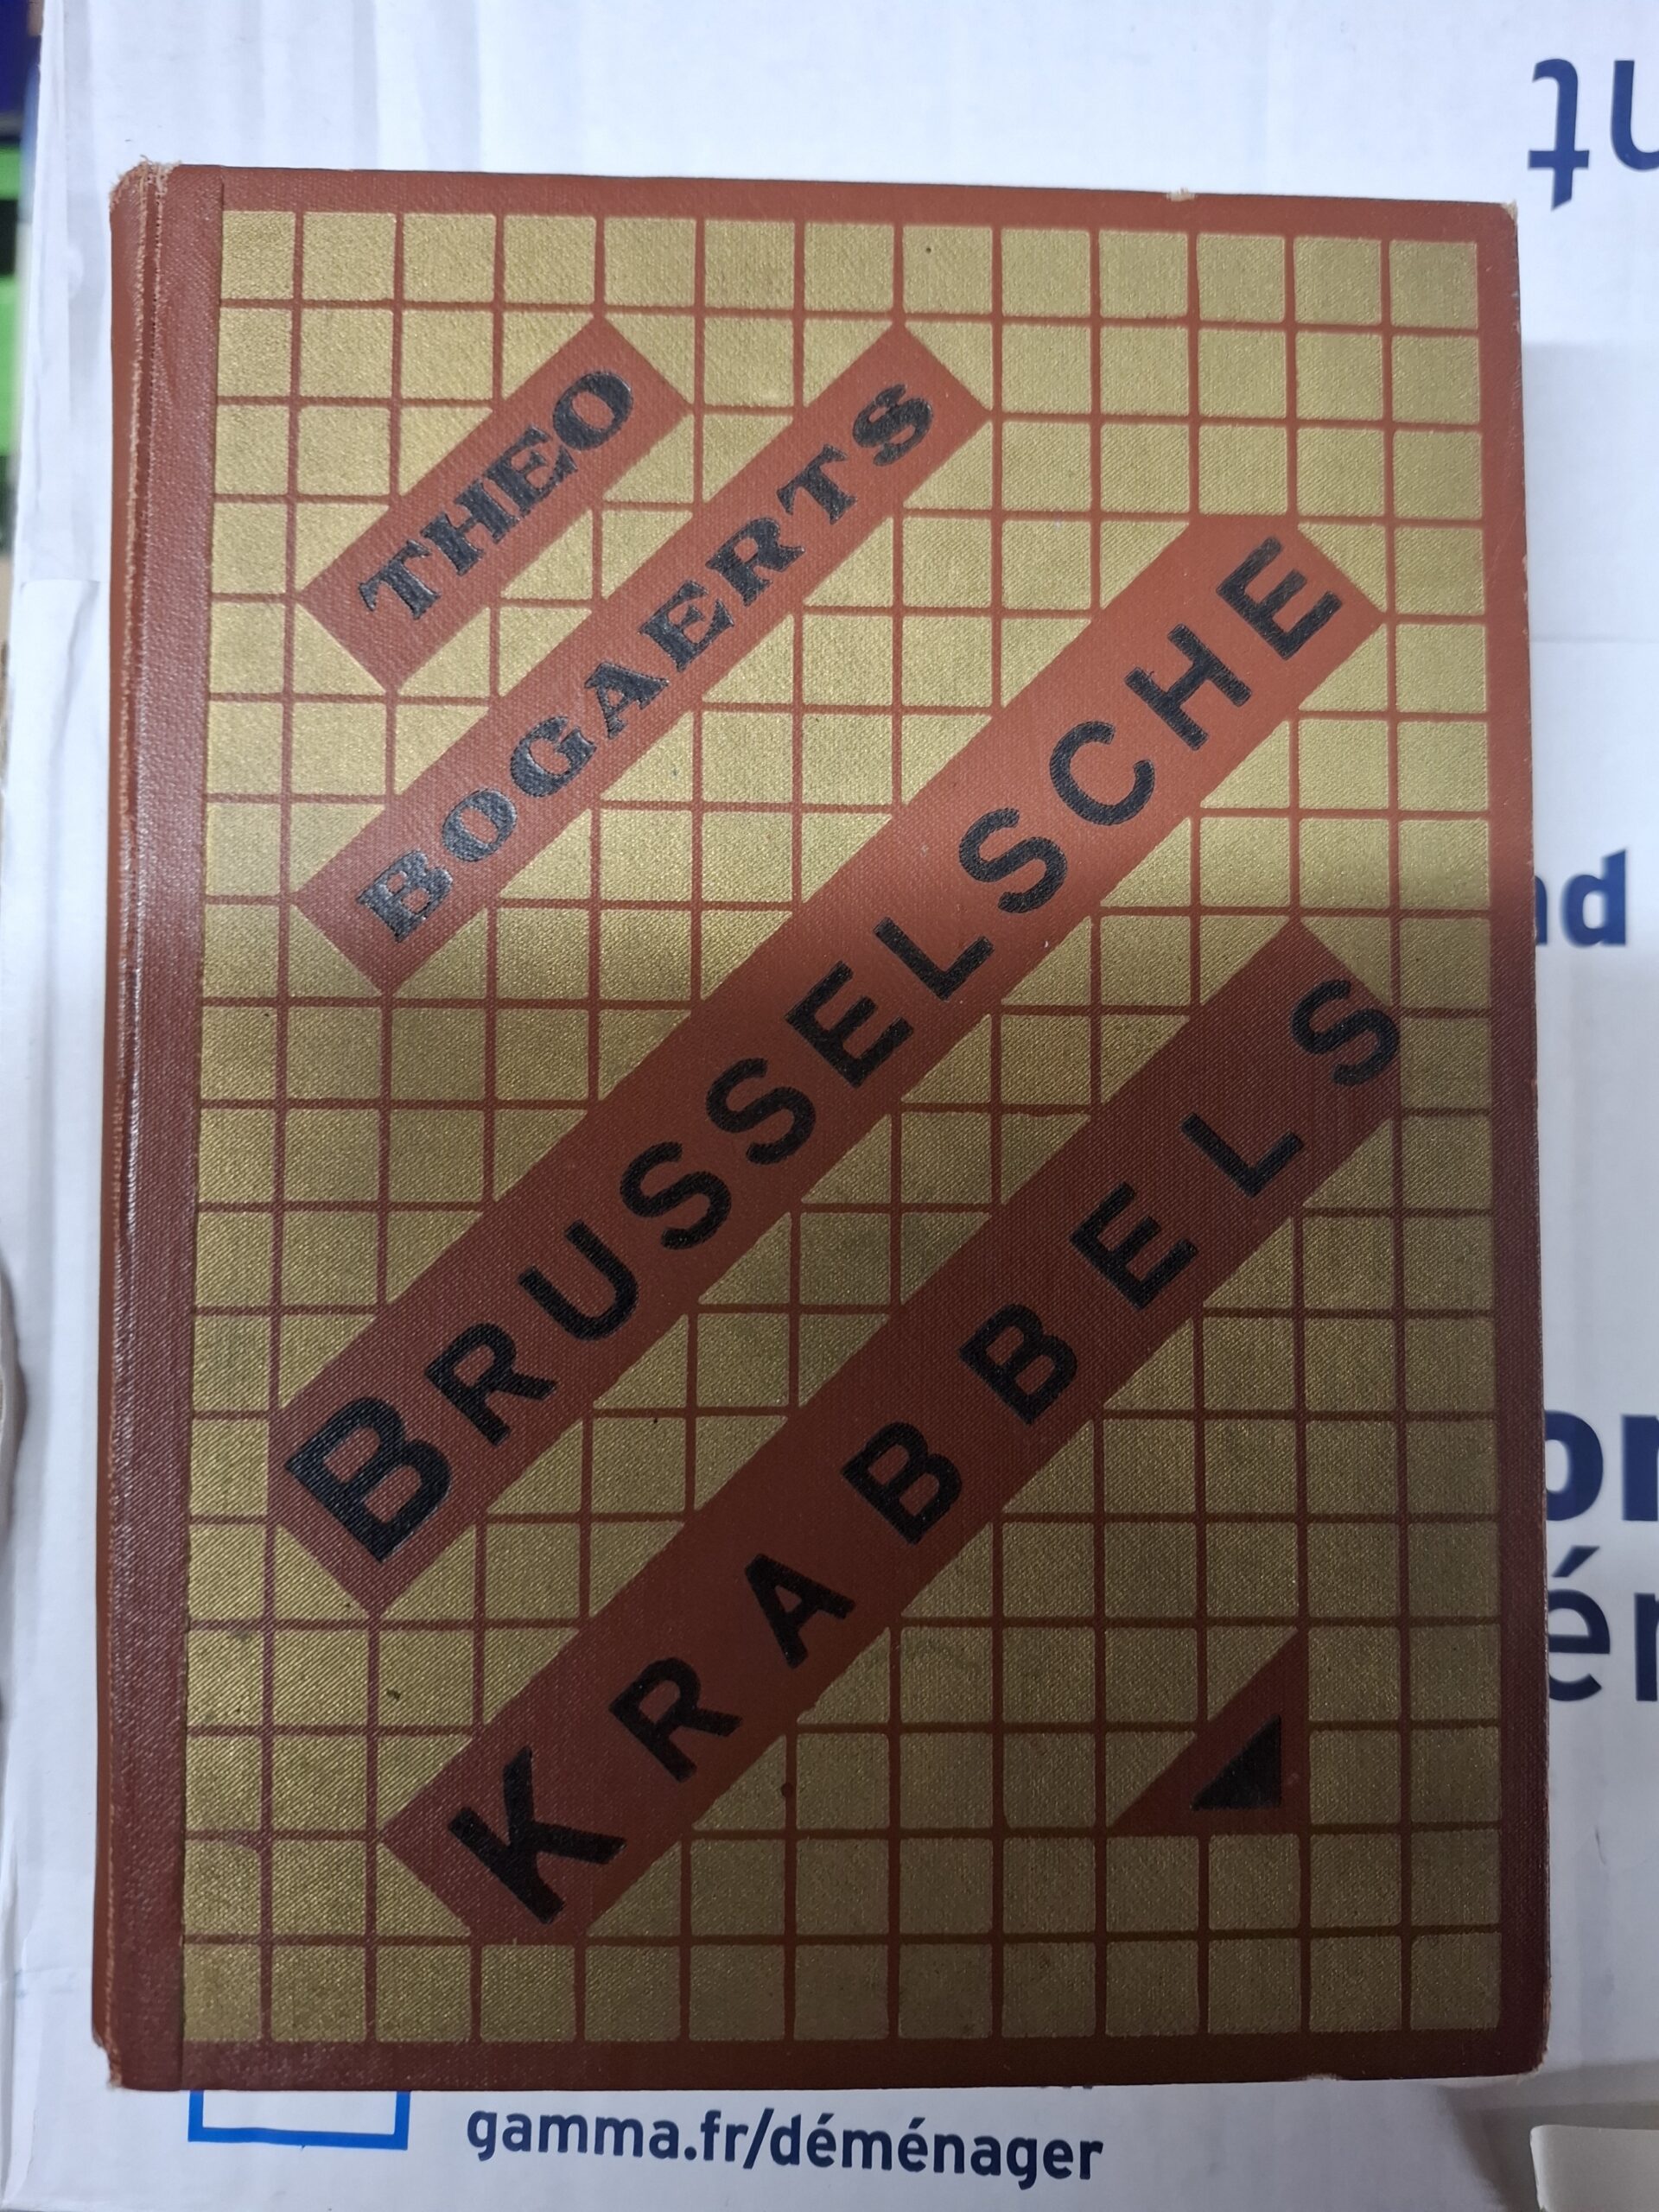 THEO
BOGAERTS
BRUSSELSCHE
KRABBELS
gamma.fr/déménager